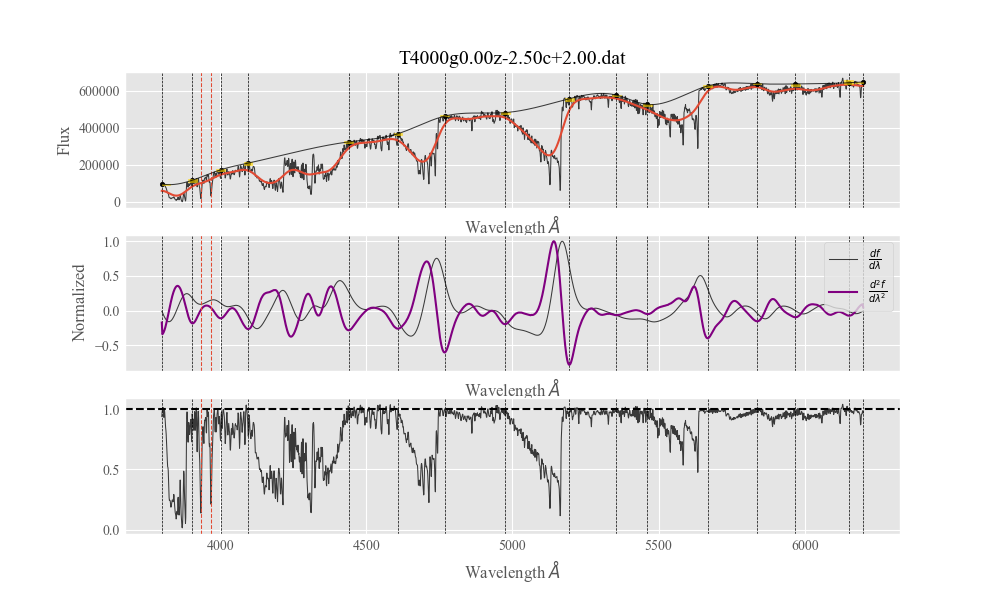 T4000g0.00z-2.50c+2.00.dat
600000
400000
200000
0
Flux
Wavelength Å
1.0
0.5
0.0
−0.5
Normalized
df/dλ
d²f/dλ²
Wavelength Å
1.0
0.5
0.0
4000
4500
5000
5500
6000
Wavelength Å